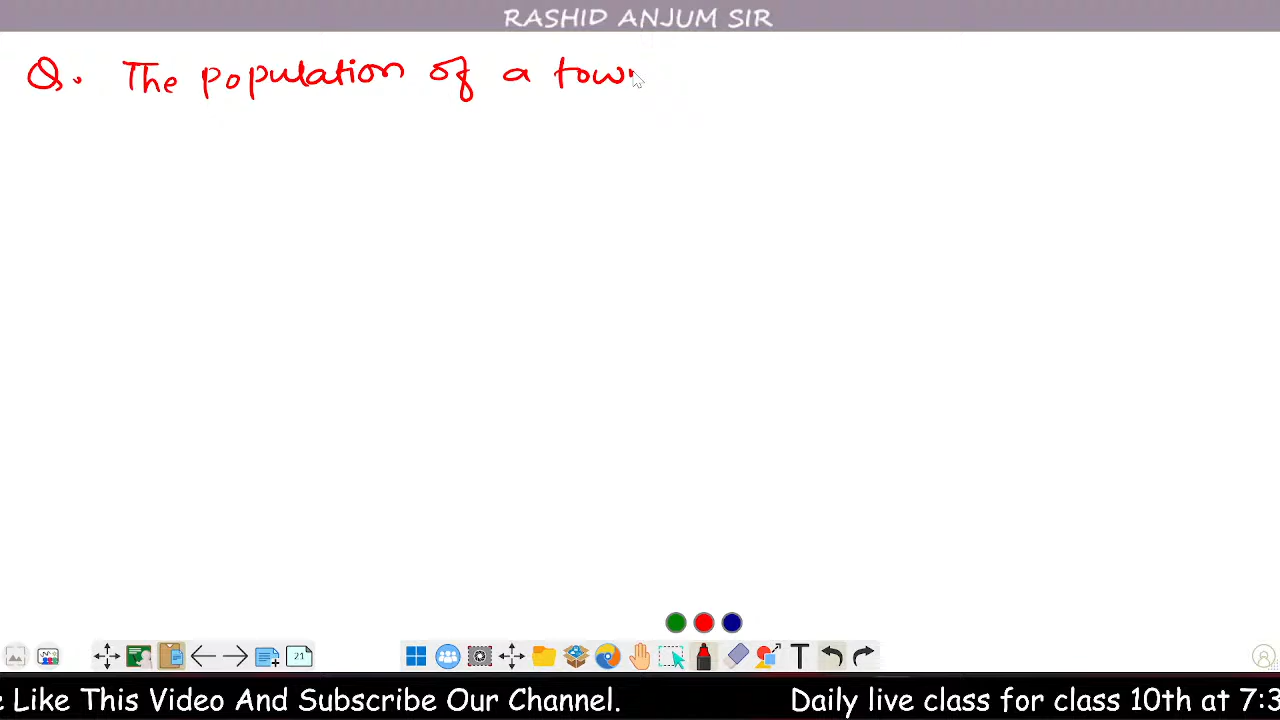 RASHID ANJUM SIR
Q. The population of a tow
21
e Like This Video And Subscribe Our Channel. Daily live class for class 10th at 7:3